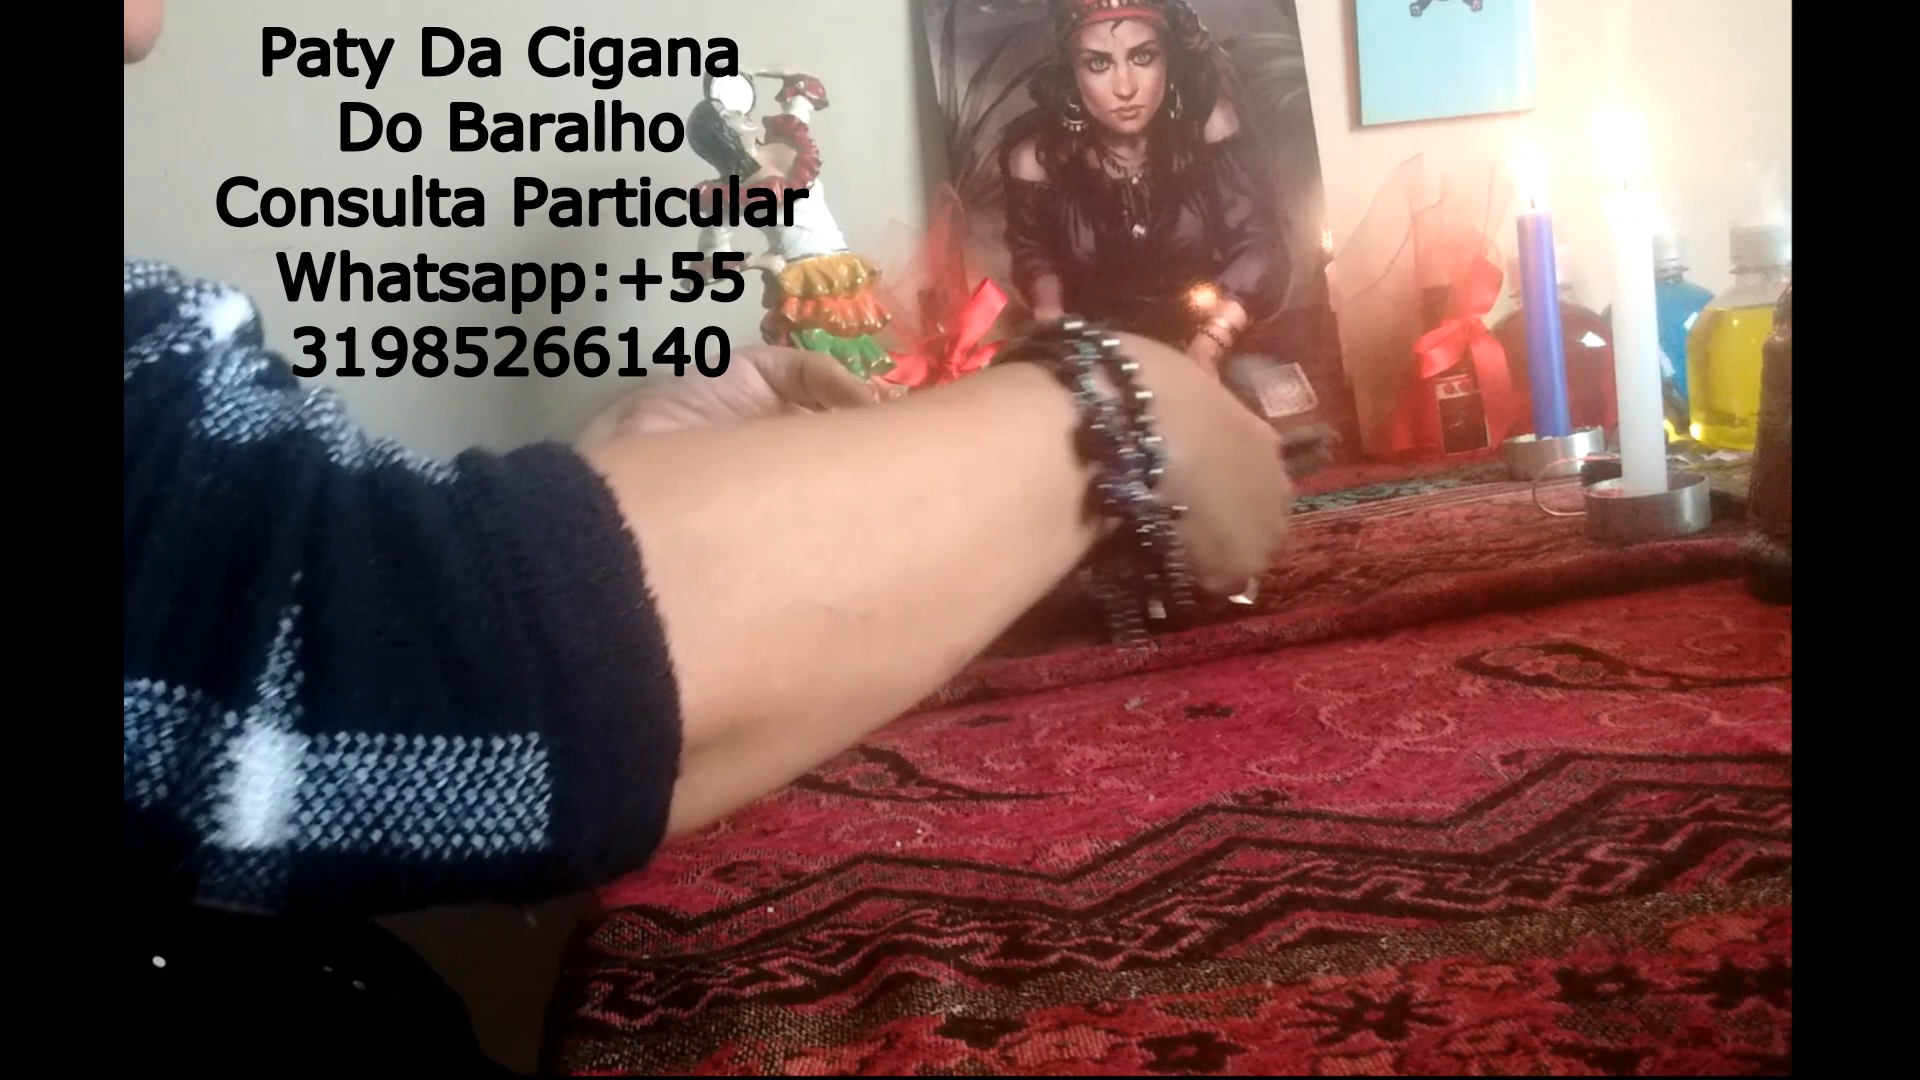 Paty Da Cigana
Do Baralho
Consulta Particular
Whatsapp:+55
31985266140